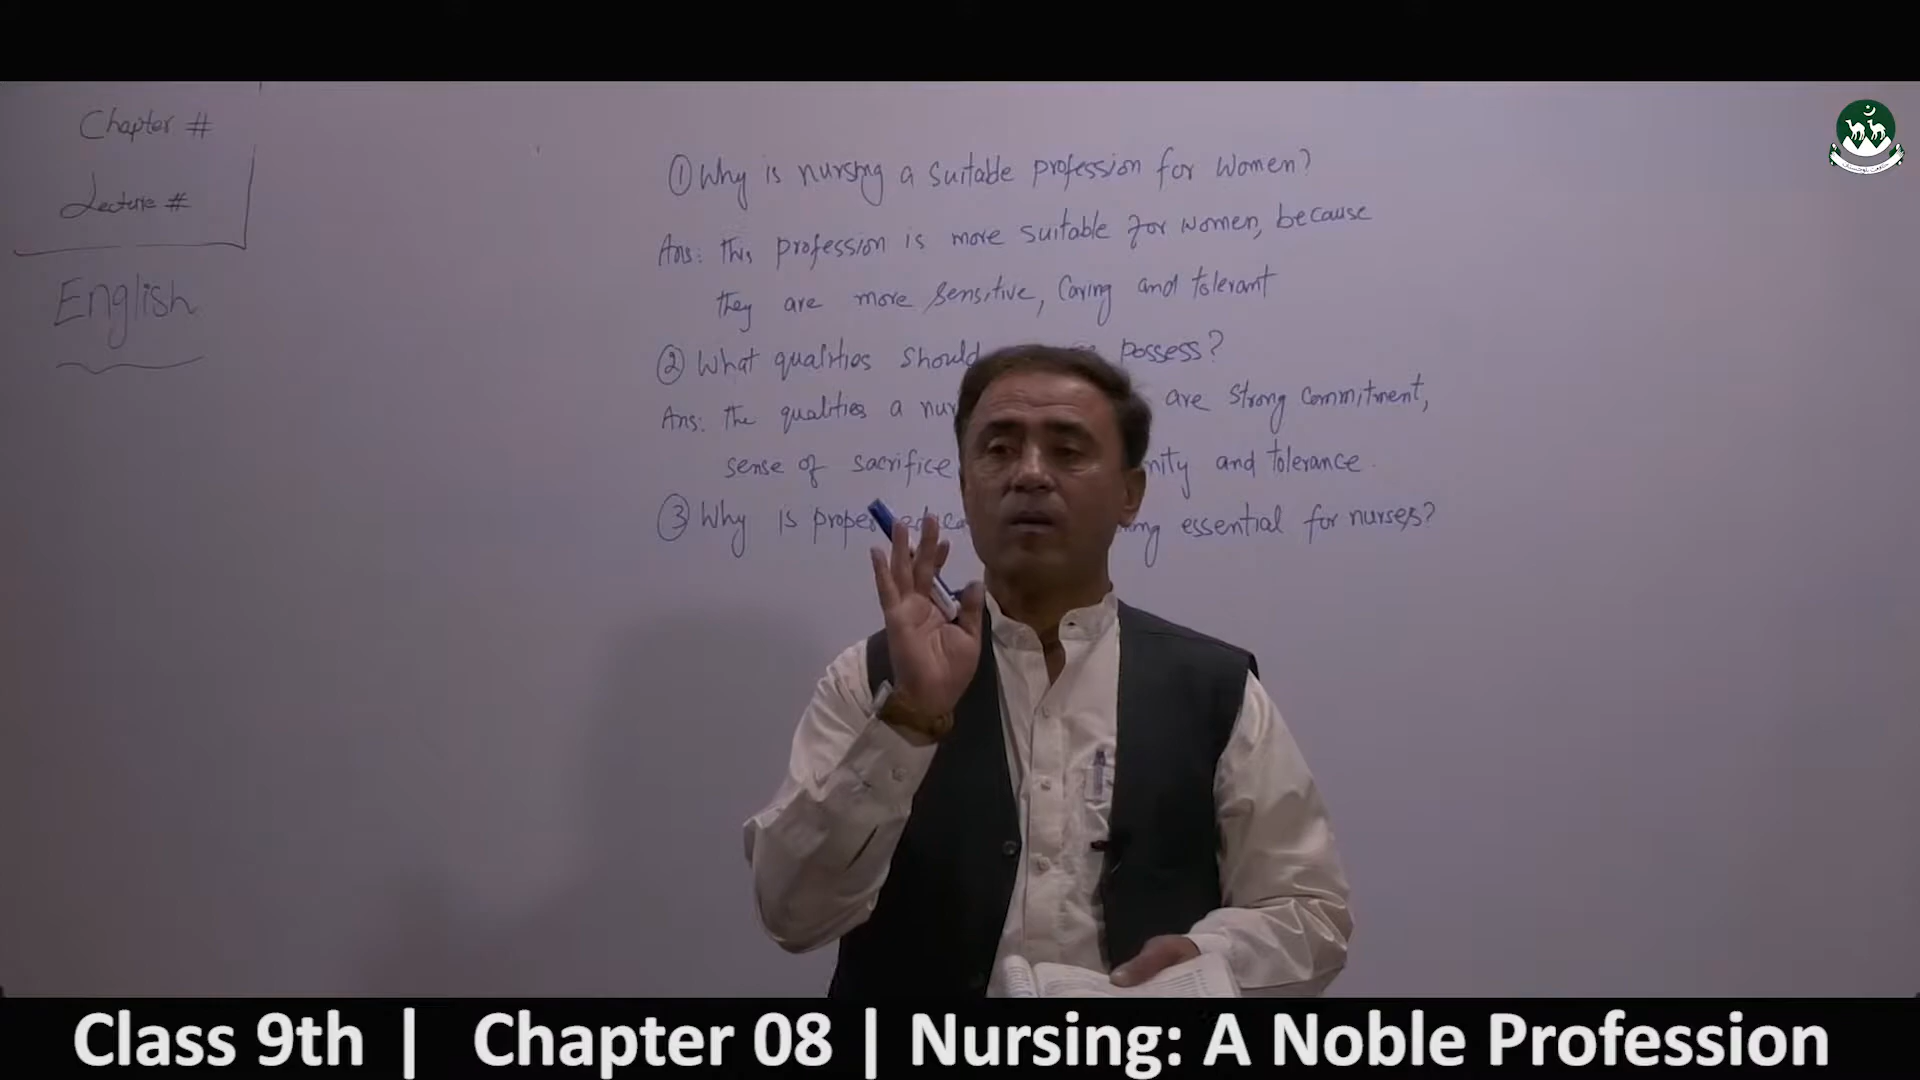 Chapter #
Lecture #
English
① Why is nursing a suitable profession for women?
Ans: this profession is more suitable for women, because
they are more sensitive, caring and tolerant
② What qualities should possess?
Ans: the qualities a are strong commitment,
sense of sacrifice and tolerance.
③ Why is essential for nurses?
Class 9th | Chapter 08 | Nursing: A Noble Profession